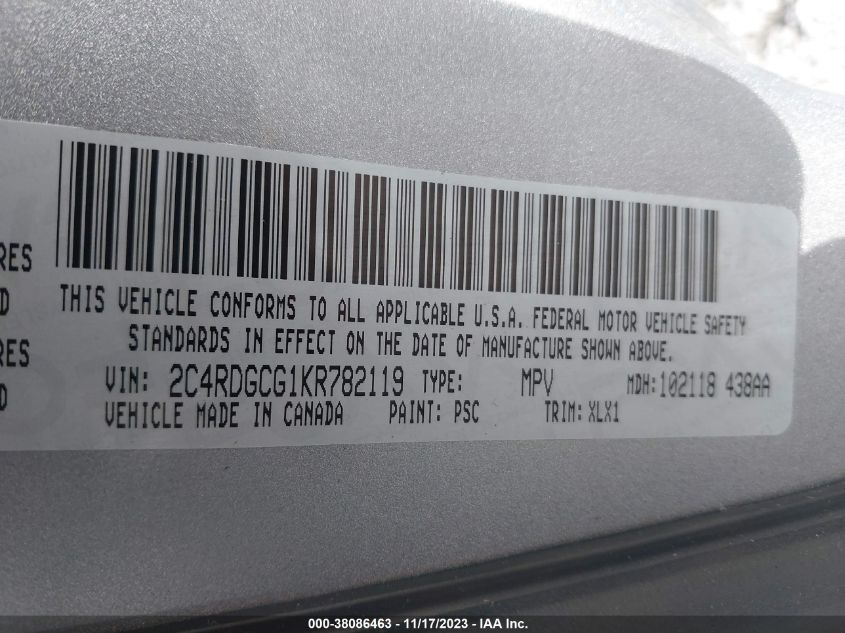 RES
D
RES
D
THIS VEHICLE CONFORMS TO ALL APPLICABLE U.S.A. FEDERAL MOTOR VEHICLE SAFETY
STANDARDS IN EFFECT ON THE DATE OF MANUFACTURE SHOWN ABOVE.
VIN: 2C4RDGCG1KR782119 TYPE: MPV MDH:102118 438AA
VEHICLE MADE IN CANADA PAINT: PSC TRIM: XLX1
000-38086463 - 11/17/2023 - IAA Inc.